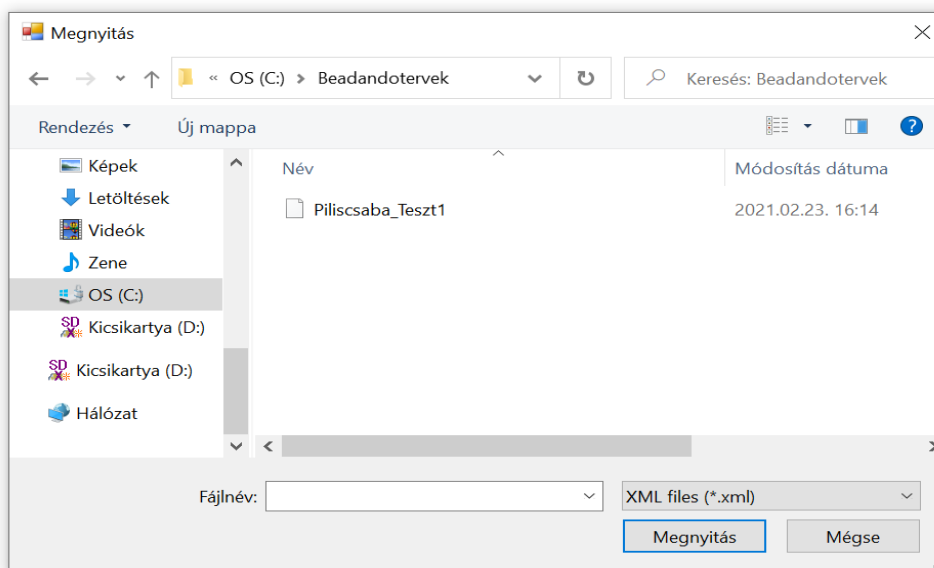 Megnyitás
« OS (C:) > Beadandotervek
Keresés: Beadandotervek
Rendezés Új mappa
Képek
Letöltések
Videók
Zene
OS (C:)
Kicsikartya (D:)
Kicsikartya (D:)
Hálózat
Név Módosítás dátuma
Piliscsaba_Teszt1 2021.02.23. 16:14
Fájlnév: XML files (*.xml)
Megnyitás Mégse